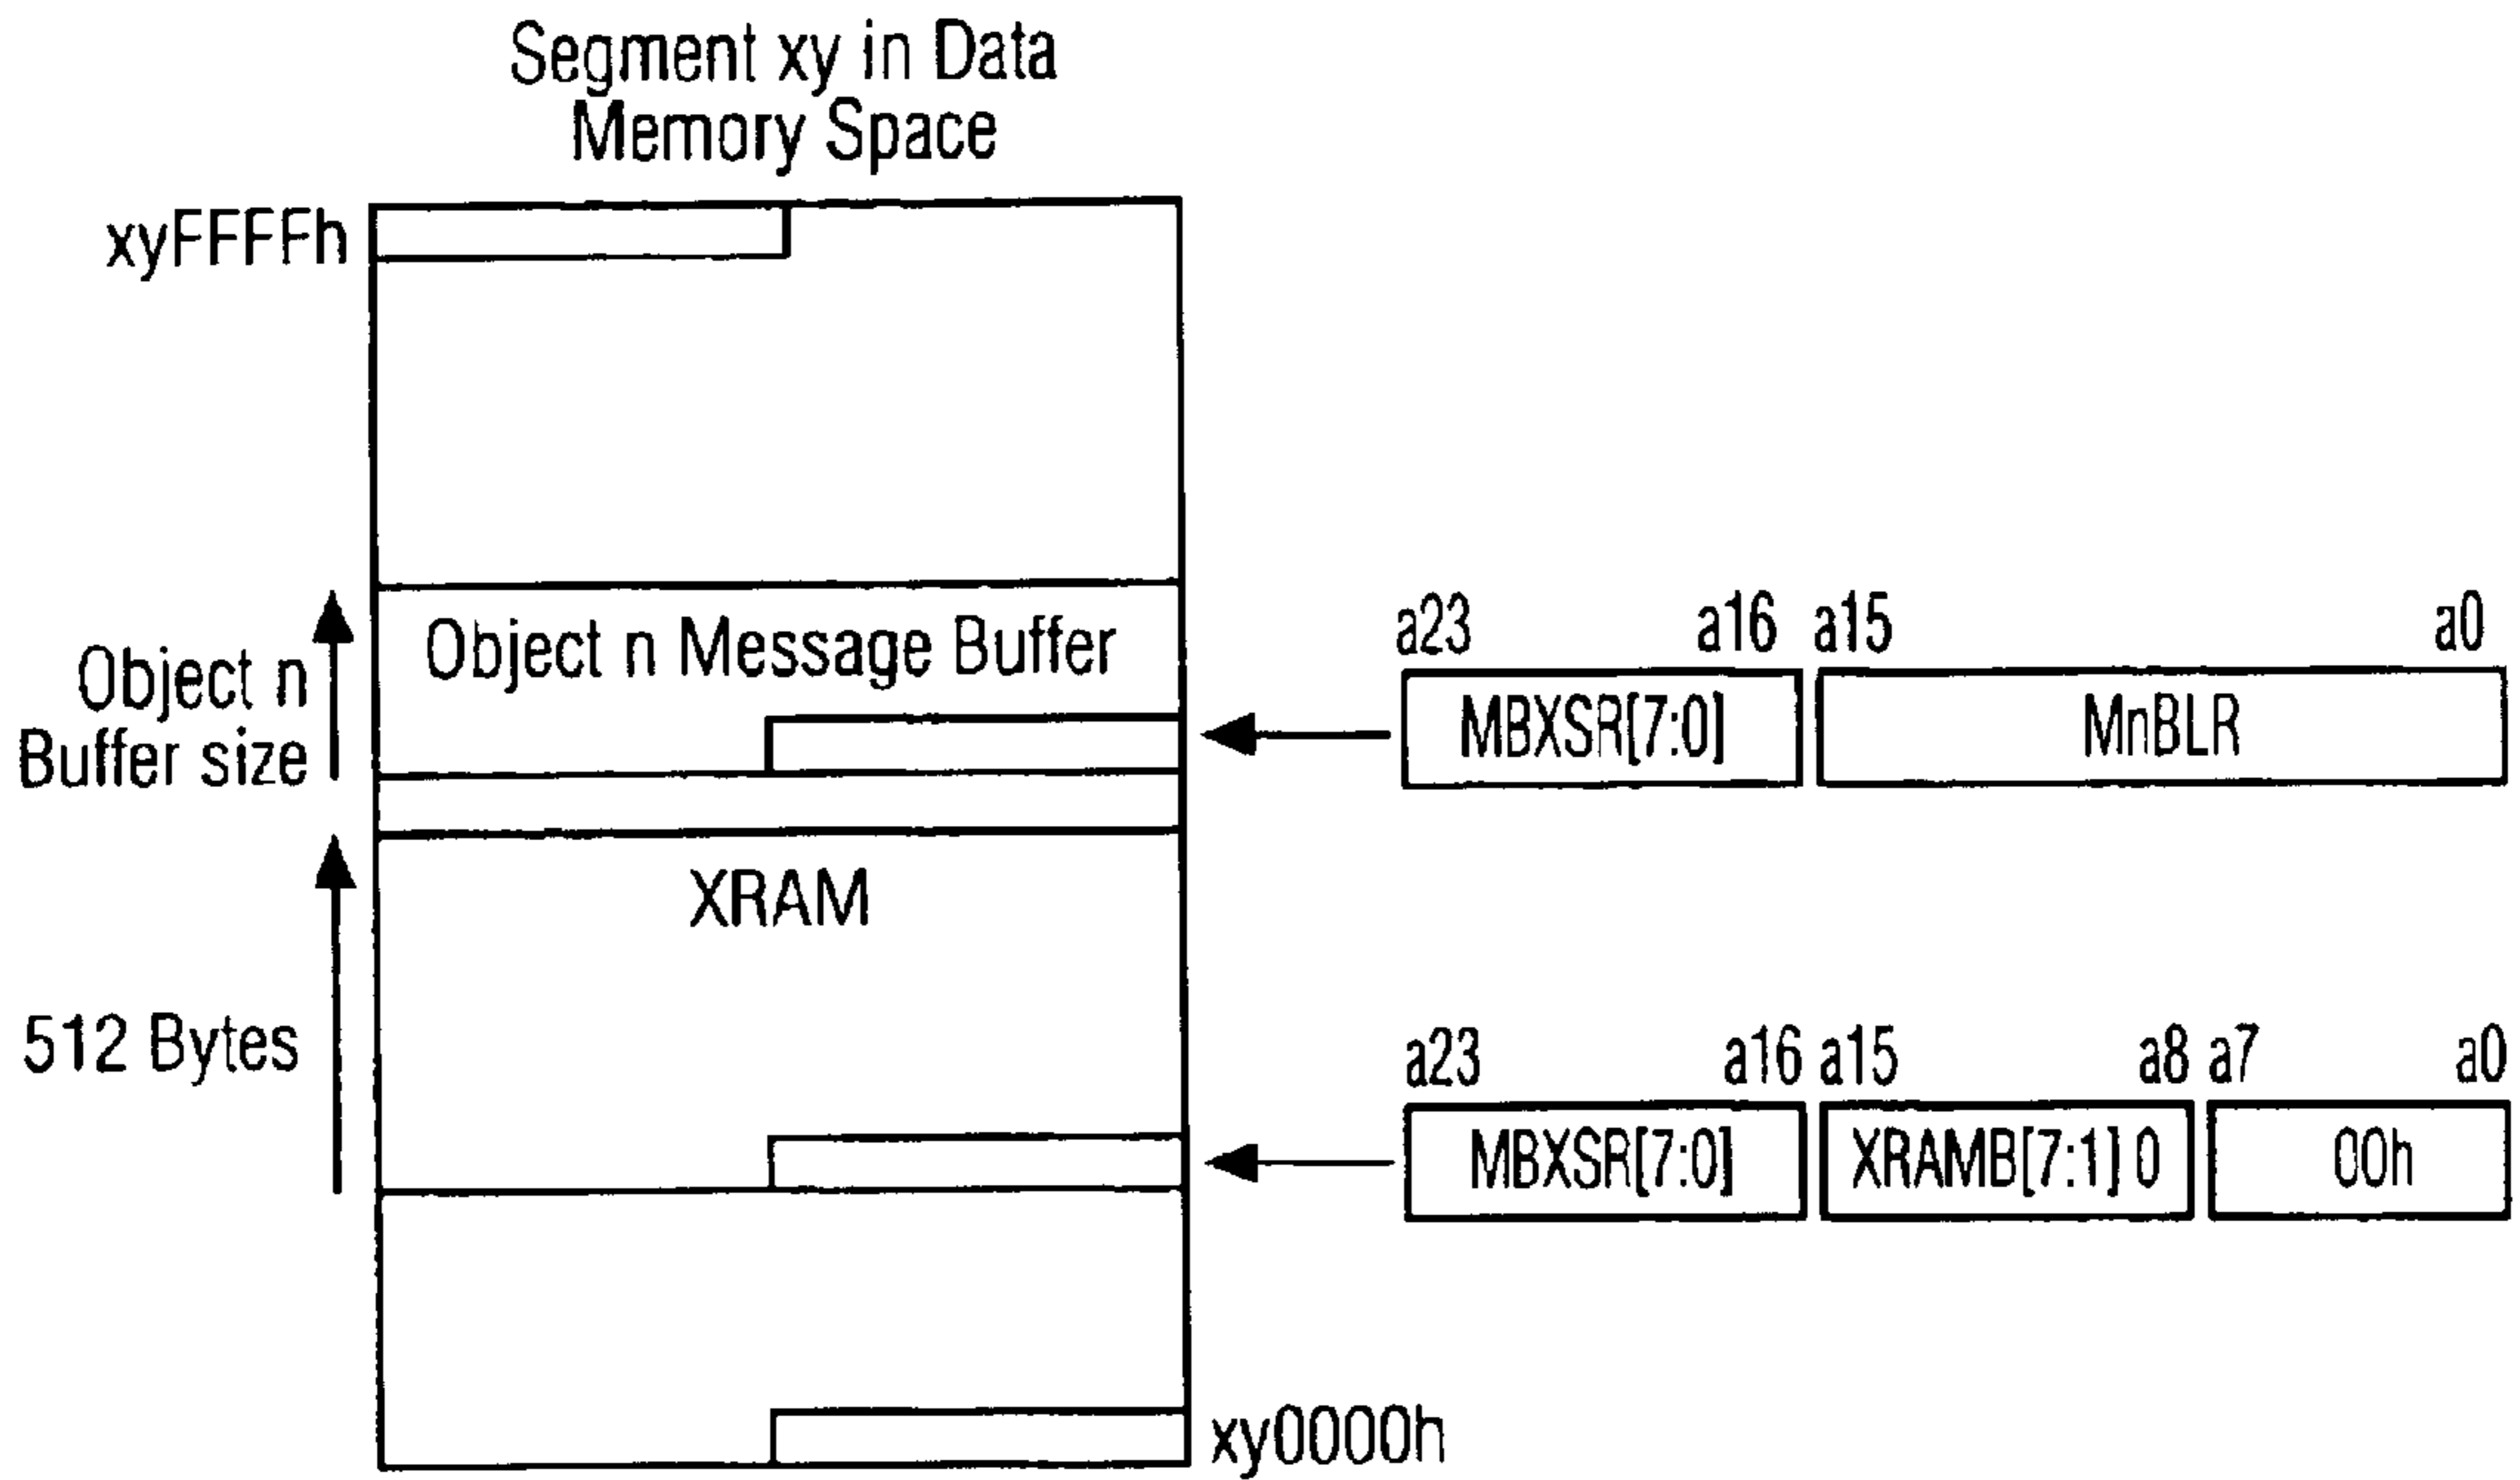 Segment xy in Data
Memory Space
xyFFFFh
Object n Message Buffer
Object n
Buffer size
a23 a16 a15 a0
MBXSR[7:0] MnBLR
XRAM
512 Bytes
a23 a16 a15 a8 a7 a0
MBXSR[7:0] XRAMB[7:1] 0 00h
xy0000h